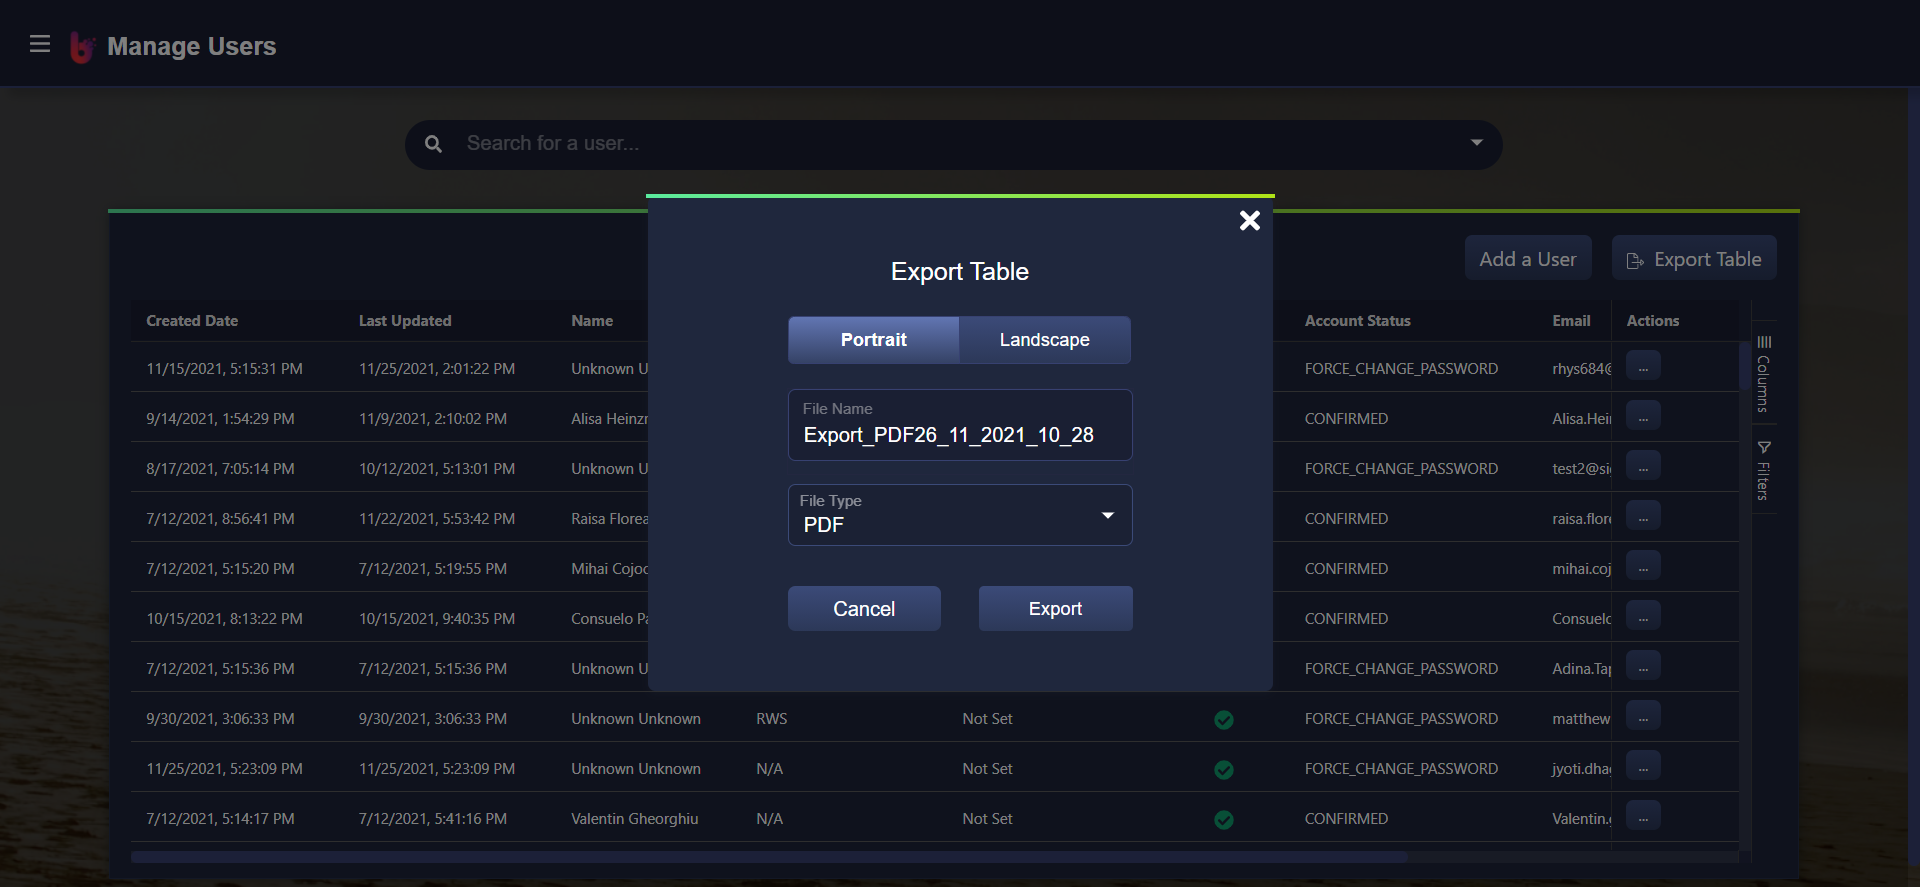 Manage Users
Search for a user...
Add a User
Export Table
Export Table
Portrait
Landscape
File Name
Export_PDF26_11_2021_10_28
File Type
PDF
Cancel
Export
Created Date Last Updated Name Account Status Email Actions
11/15/2021, 5:15:31 PM 11/25/2021, 2:01:22 PM Unknown U FORCE_CHANGE_PASSWORD rhys684@ ...
9/14/2021, 1:54:29 PM 11/9/2021, 2:10:02 PM Alisa Heinz CONFIRMED Alisa.Hei ...
8/17/2021, 7:05:14 PM 10/12/2021, 5:13:01 PM Unknown U FORCE_CHANGE_PASSWORD test2@si ...
7/12/2021, 8:56:41 PM 11/22/2021, 5:53:42 PM Raisa Florea CONFIRMED raisa.flor ...
7/12/2021, 5:15:20 PM 7/12/2021, 5:19:55 PM Mihai Cojoc CONFIRMED mihai.coj ...
10/15/2021, 8:13:22 PM 10/15/2021, 9:40:35 PM Consuelo Pa CONFIRMED Consuelo ...
7/12/2021, 5:15:36 PM 7/12/2021, 5:15:36 PM Unknown U FORCE_CHANGE_PASSWORD Adina.Ta ...
9/30/2021, 3:06:33 PM 9/30/2021, 3:06:33 PM Unknown Unknown RWS Not Set FORCE_CHANGE_PASSWORD matthew ...
11/25/2021, 5:23:09 PM 11/25/2021, 5:23:09 PM Unknown Unknown N/A Not Set FORCE_CHANGE_PASSWORD jyoti.dha ...
7/12/2021, 5:14:17 PM 7/12/2021, 5:41:16 PM Valentin Gheorghiu N/A Not Set CONFIRMED Valentin. ...
Columns
Filters